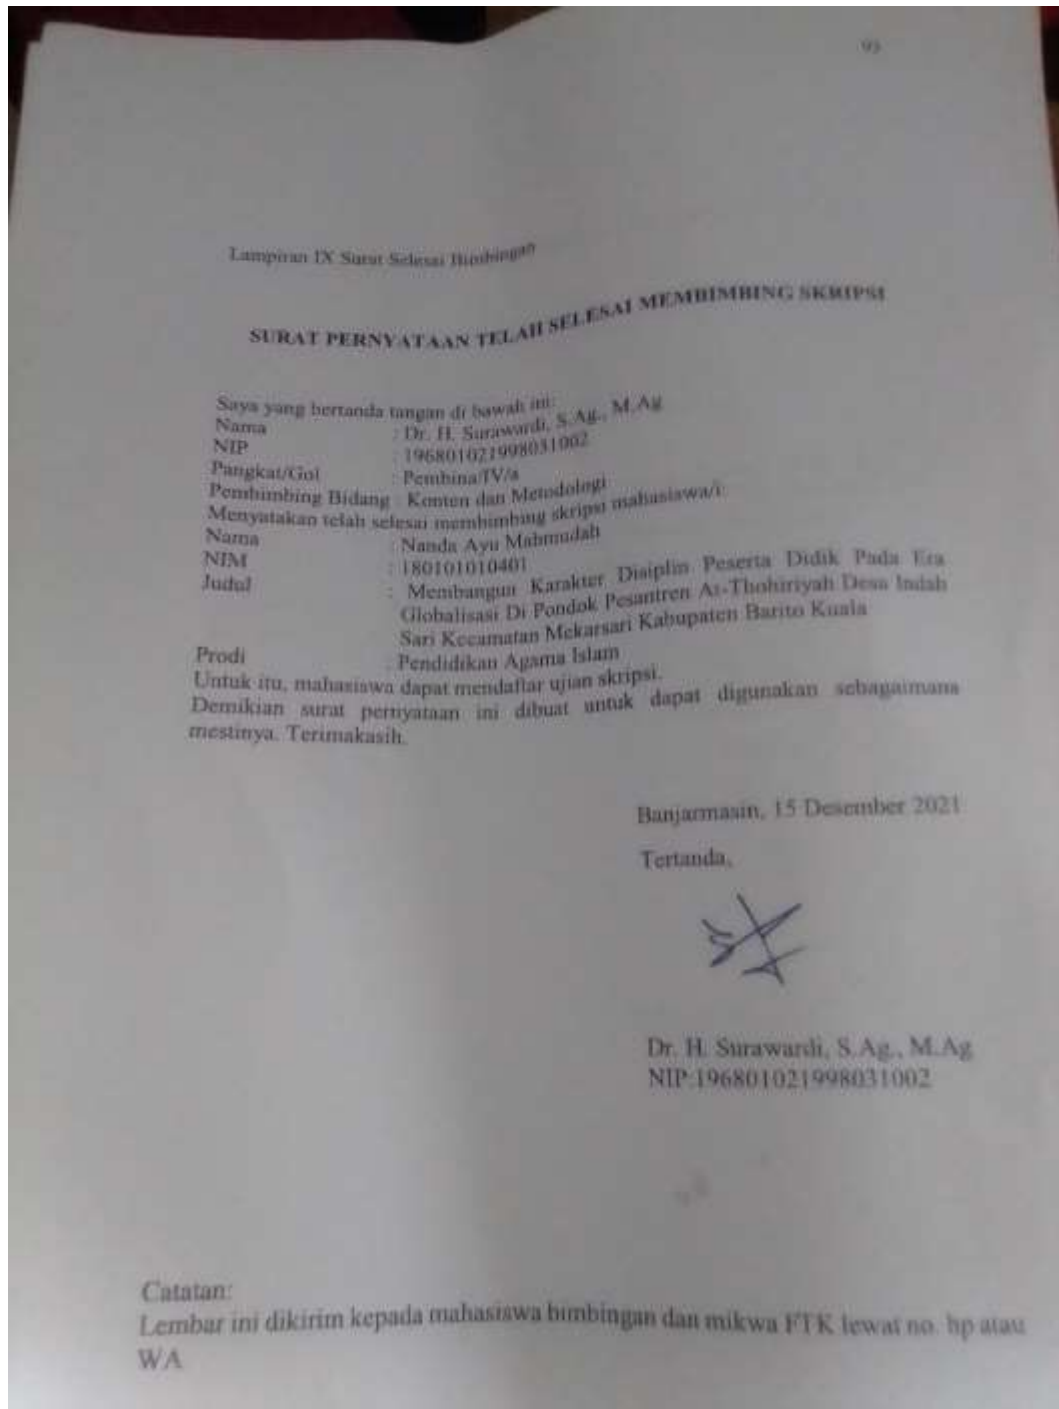 93
Lampiran IX Surat Selesai Bimbingan
SURAT PERNYATAAN TELAH SELESAI MEMBIMBING SKRIPSI
Saya yang bertanda tangan di bawah ini:
Nama : Dr. H. Surawardi, S.Ag., M.Ag
NIP : 196801021998031002
Pangkat/Gol : Pembina/IV/a
Pembimbing Bidang : Konten dan Metodologi
Menyatakan telah selesai membimbing skripsi mahasiswa/i:
Nama : Nanda Ayu Mahmudah
NIM : 180101010401
Judul : Membangun Karakter Disiplin Peserta Didik Pada Era
Globalisasi Di Pondok Pesantren At-Thohiriyah Desa Indah
Sari Kecamatan Mekarsari Kabupaten Barito Kuala
Prodi : Pendidikan Agama Islam
Untuk itu, mahasiswa dapat mendaftar ujian skripsi.
Demikian surat pernyataan ini dibuat untuk dapat digunakan sebagaimana
mestinya. Terimakasih.
Banjarmasin, 15 Desember 2021
Tertanda,
Dr. H. Surawardi, S.Ag., M.Ag
NIP:196801021998031002
Catatan:
Lembar ini dikirim kepada mahasiswa bimbingan dan mikwa FTK lewat no. hp atau
WA